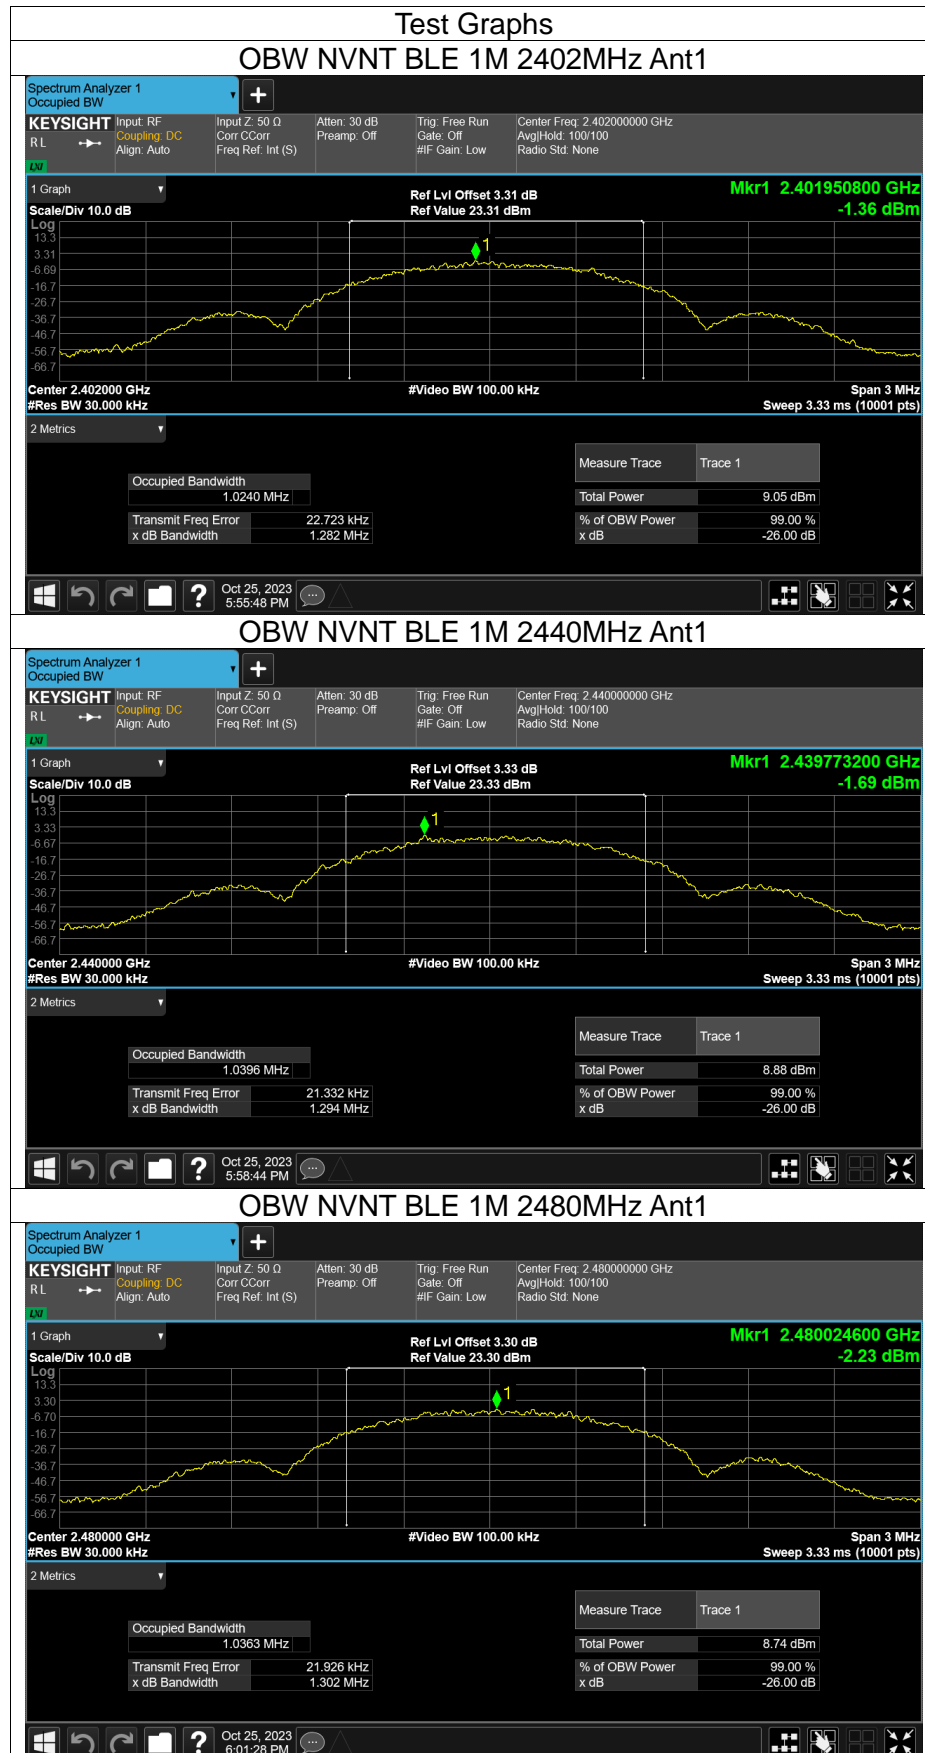 Test Graphs
OBW NVNT BLE 1M 2402MHz Ant1
Spectrum Analyzer 1
Occupied BW
+
KEYSIGHT Input: RF Input Z: 50 Ω Atten: 30 dB Trig: Free Run Center Freq: 2.402000000 GHz
RL Coupling: DC Corr CCorr Preamp: Off Gate: Off Avg|Hold: 100/100
Align: Auto Freq Ref: Int (S) #IF Gain: Low Radio Std: None
LXI
1 Graph Ref Lvl Offset 3.31 dB Mkr1 2.401950800 GHz
Scale/Div 10.0 dB Ref Value 23.31 dBm -1.36 dBm
Log
13.3
1
3.31
-6.69
-16.7
-26.7
-36.7
-46.7
-56.7
-66.7
Center 2.402000 GHz #Video BW 100.00 kHz Span 3 MHz
#Res BW 30.000 kHz Sweep 3.33 ms (10001 pts)
2 Metrics
Measure Trace Trace 1
Occupied Bandwidth
1.0240 MHz Total Power 9.05 dBm
Transmit Freq Error 22.723 kHz % of OBW Power 99.00 %
x dB Bandwidth 1.282 MHz x dB -26.00 dB
? Oct 25, 2023
5:55:48 PM
OBW NVNT BLE 1M 2440MHz Ant1
Spectrum Analyzer 1
Occupied BW
+
KEYSIGHT Input: RF Input Z: 50 Ω Atten: 30 dB Trig: Free Run Center Freq: 2.440000000 GHz
RL Coupling: DC Corr CCorr Preamp: Off Gate: Off Avg|Hold: 100/100
Align: Auto Freq Ref: Int (S) #IF Gain: Low Radio Std: None
LXI
1 Graph Ref Lvl Offset 3.33 dB Mkr1 2.439773200 GHz
Scale/Div 10.0 dB Ref Value 23.33 dBm -1.69 dBm
Log
13.3
1
3.33
-6.67
-16.7
-26.7
-36.7
-46.7
-56.7
-66.7
Center 2.440000 GHz #Video BW 100.00 kHz Span 3 MHz
#Res BW 30.000 kHz Sweep 3.33 ms (10001 pts)
2 Metrics
Measure Trace Trace 1
Occupied Bandwidth
1.0396 MHz Total Power 8.88 dBm
Transmit Freq Error 21.332 kHz % of OBW Power 99.00 %
x dB Bandwidth 1.294 MHz x dB -26.00 dB
? Oct 25, 2023
5:58:44 PM
OBW NVNT BLE 1M 2480MHz Ant1
Spectrum Analyzer 1
Occupied BW
+
KEYSIGHT Input: RF Input Z: 50 Ω Atten: 30 dB Trig: Free Run Center Freq: 2.480000000 GHz
RL Coupling: DC Corr CCorr Preamp: Off Gate: Off Avg|Hold: 100/100
Align: Auto Freq Ref: Int (S) #IF Gain: Low Radio Std: None
LXI
1 Graph Ref Lvl Offset 3.30 dB Mkr1 2.480024600 GHz
Scale/Div 10.0 dB Ref Value 23.30 dBm -2.23 dBm
Log
13.3
1
3.30
-6.70
-16.7
-26.7
-36.7
-46.7
-56.7
-66.7
Center 2.480000 GHz #Video BW 100.00 kHz Span 3 MHz
#Res BW 30.000 kHz Sweep 3.33 ms (10001 pts)
2 Metrics
Measure Trace Trace 1
Occupied Bandwidth
1.0363 MHz Total Power 8.74 dBm
Transmit Freq Error 21.926 kHz % of OBW Power 99.00 %
x dB Bandwidth 1.302 MHz x dB -26.00 dB
? Oct 25, 2023
6:01:28 PM